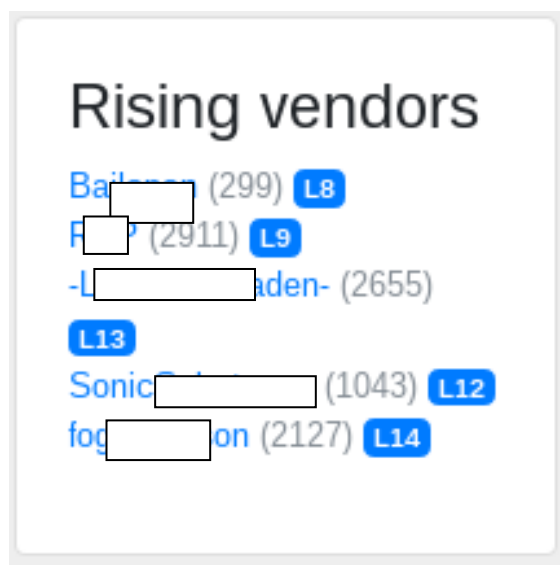 Rising vendors
(299) L8
(2911) L9
(2655)
L13
(1043) L12
(2127) L14